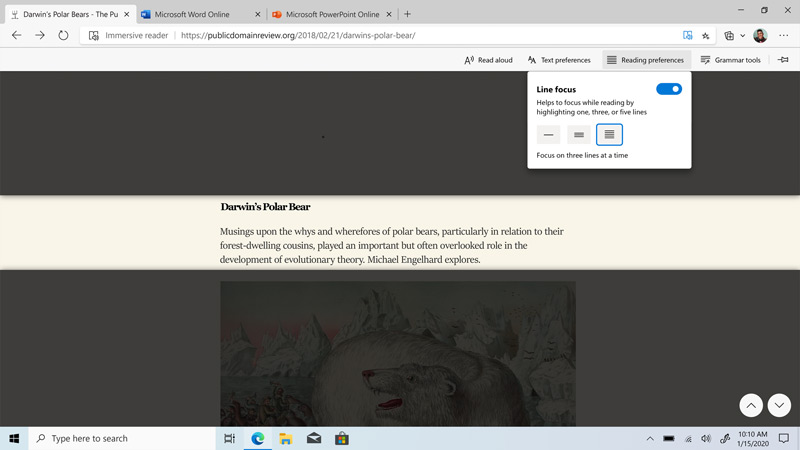 Darwin's Polar Bears - The Pu
Microsoft Word Online
Microsoft PowerPoint Online
Immersive reader
https://publicdomainreview.org/2018/02/21/darwins-polar-bear/
Read aloud
Text preferences
Reading preferences
Grammar tools
Line focus
Helps to focus while reading by
highlighting one, three, or five lines
Focus on three lines at a time
Darwin's Polar Bear
Musings upon the whys and wherefores of polar bears, particularly in relation to their
forest-dwelling cousins, played an important but often overlooked role in the
development of evolutionary theory. Michael Engelhard explores.
Type here to search
10:10 AM
1/15/2020